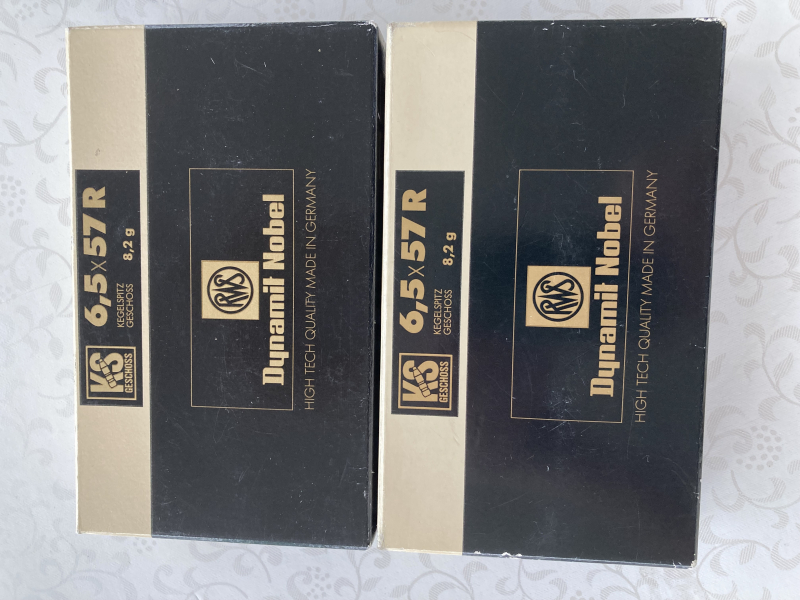 KS
GESCHOSS
6,5 x 57 R
KEGELSPITZ
GESCHOSS
8,2 g
RWS
Dynamit Nobel
HIGH TECH QUALITY MADE IN GERMANY
KS
GESCHOSS
6,5 x 57 R
KEGELSPITZ
GESCHOSS
8,2 g
RWS
Dynamit Nobel
HIGH TECH QUALITY MADE IN GERMANY